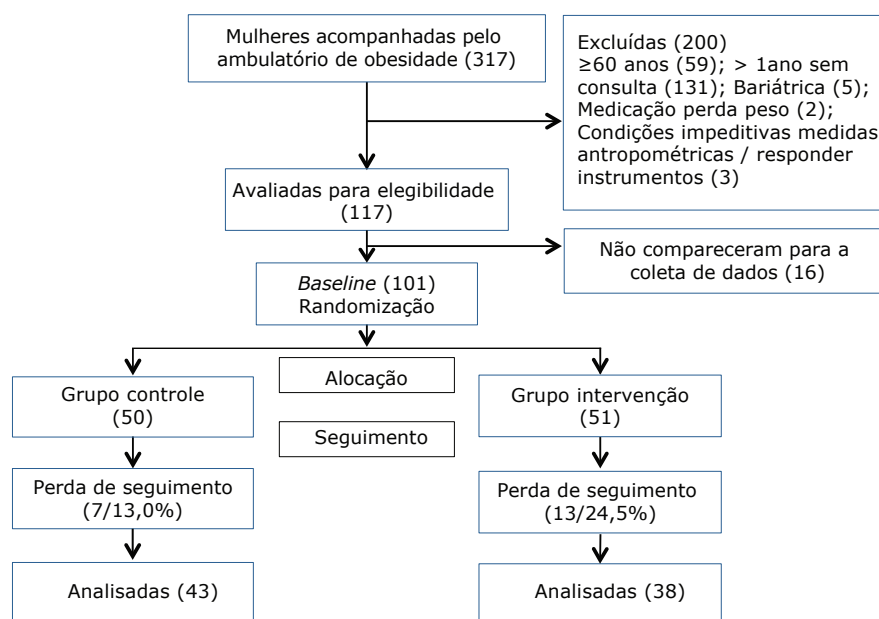 Mulheres acompanhadas pelo
ambulatório de obesidade (317)
Excluídas (200)
≥60 anos (59); > 1ano sem
consulta (131); Bariátrica (5);
Medicação perda peso (2);
Condições impeditivas medidas
antropométricas / responder
instrumentos (3)
Avaliadas para elegibilidade
(117)
Não compareceram para a
coleta de dados (16)
Baseline (101)
Randomização
Alocação
Grupo controle
(50)
Grupo intervenção
(51)
Seguimento
Perda de seguimento
(7/13,0%)
Perda de seguimento
(13/24,5%)
Analisadas (43)
Analisadas (38)